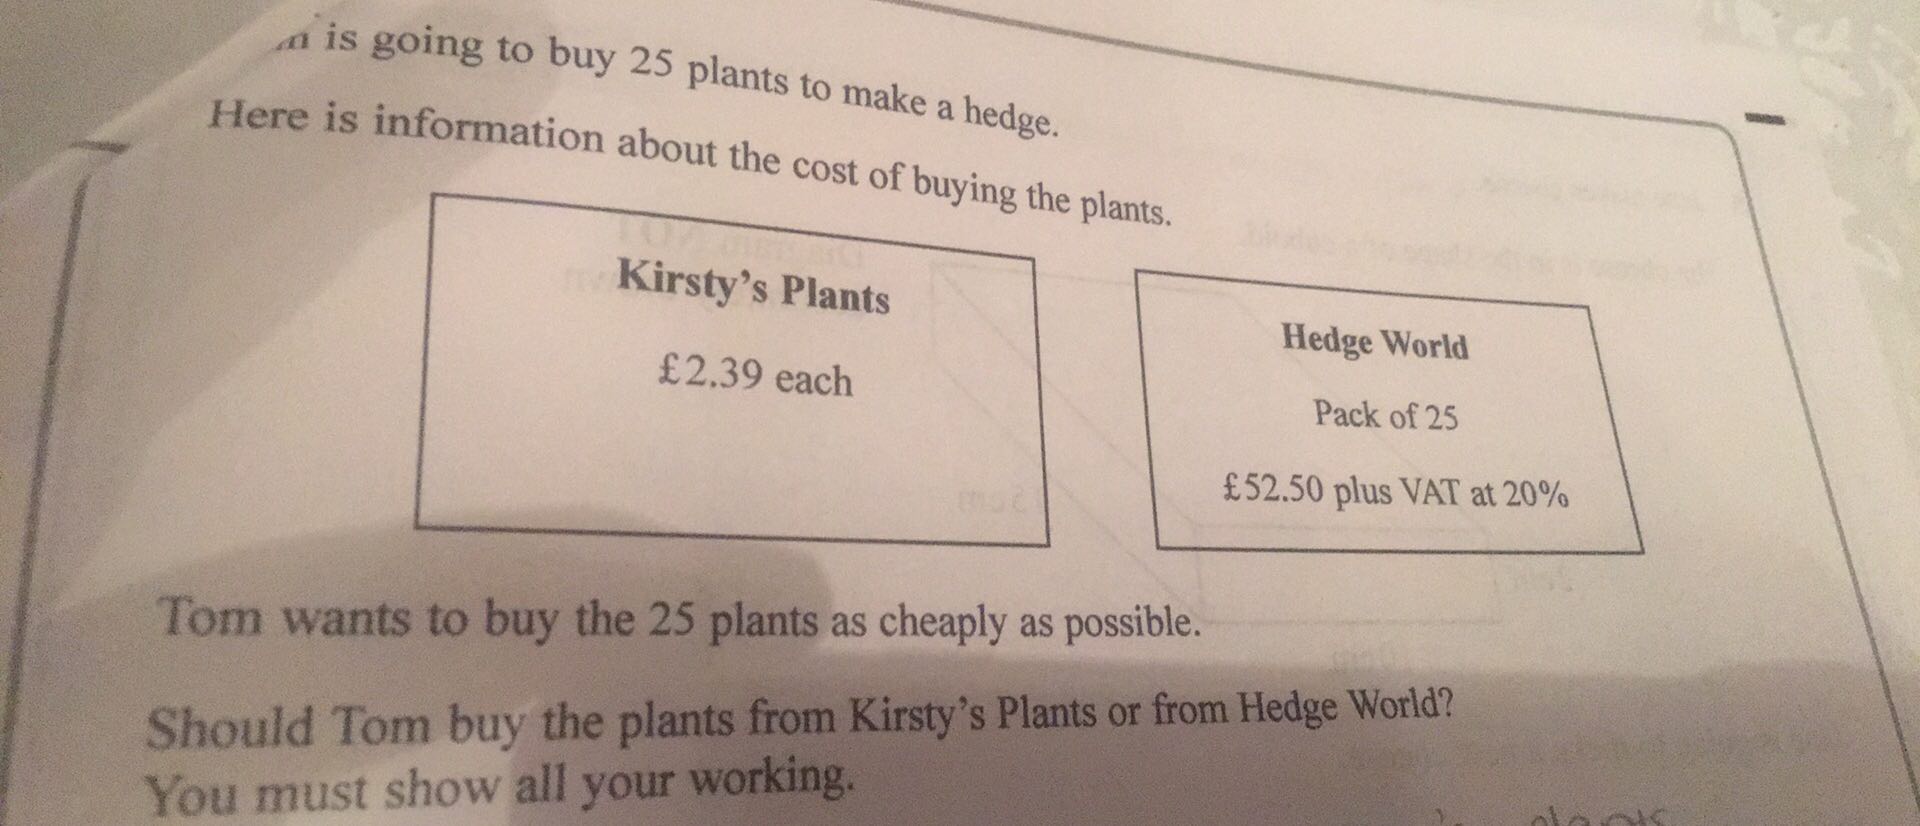 is going to buy 25 plants to make a hedge.
Here is information about the cost of buying the plants.
Kirsty's Plants
£2.39 each
Hedge World
Pack of 25
£52.50 plus VAT at 20%
Tom wants to buy the 25 plants as cheaply as possible.
Should Tom buy the plants from Kirsty's Plants or from Hedge World?
You must show all your working.